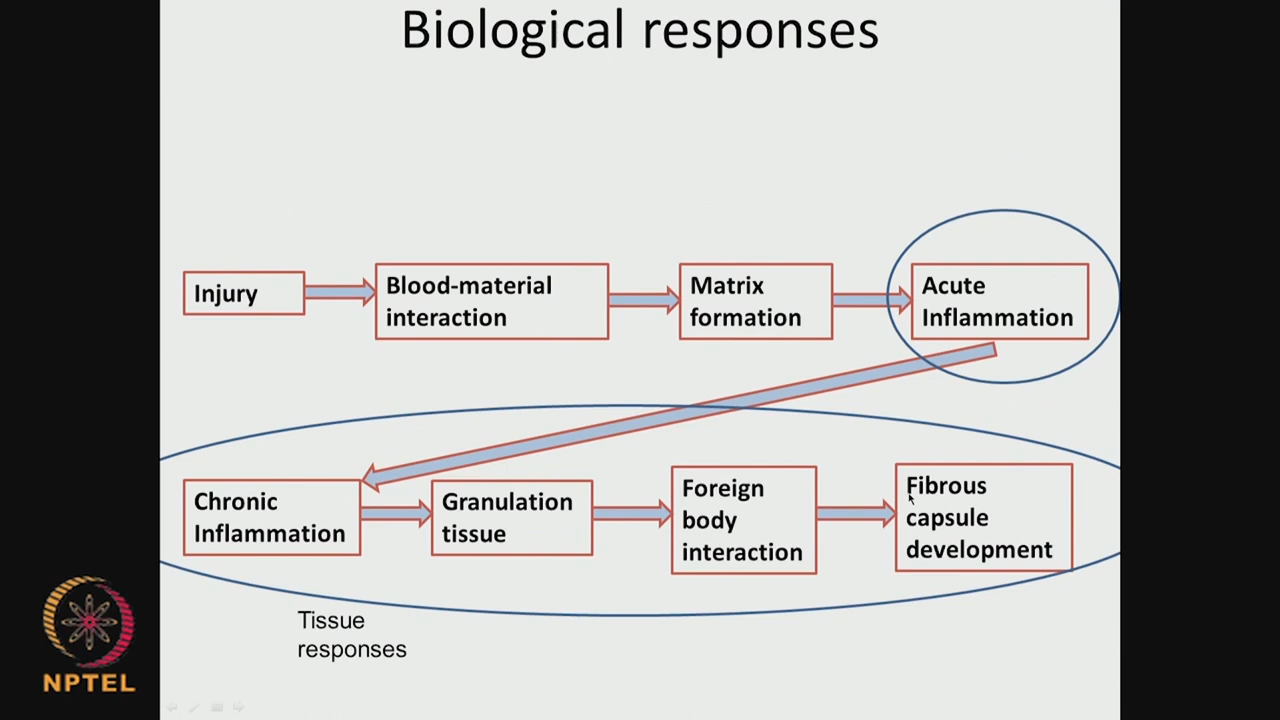 Biological responses
Injury
Blood-material
interaction
Matrix
formation
Acute
Inflammation
Chronic
Inflammation
Granulation
tissue
Foreign
body
interaction
Fibrous
capsule
development
Tissue
responses
NPTEL